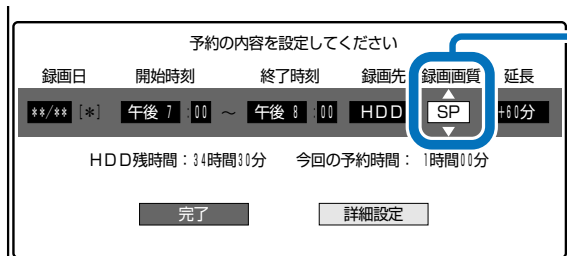 予約の内容を設定してください
録画日 開始時刻 終了時刻 録画先 録画画質 延長
**/** [*] 午後 7:00 ~ 午後 8:00 HDD SP +60分
HDD残時間:34時間30分 今回の予約時間: 1時間00分
完了 詳細設定